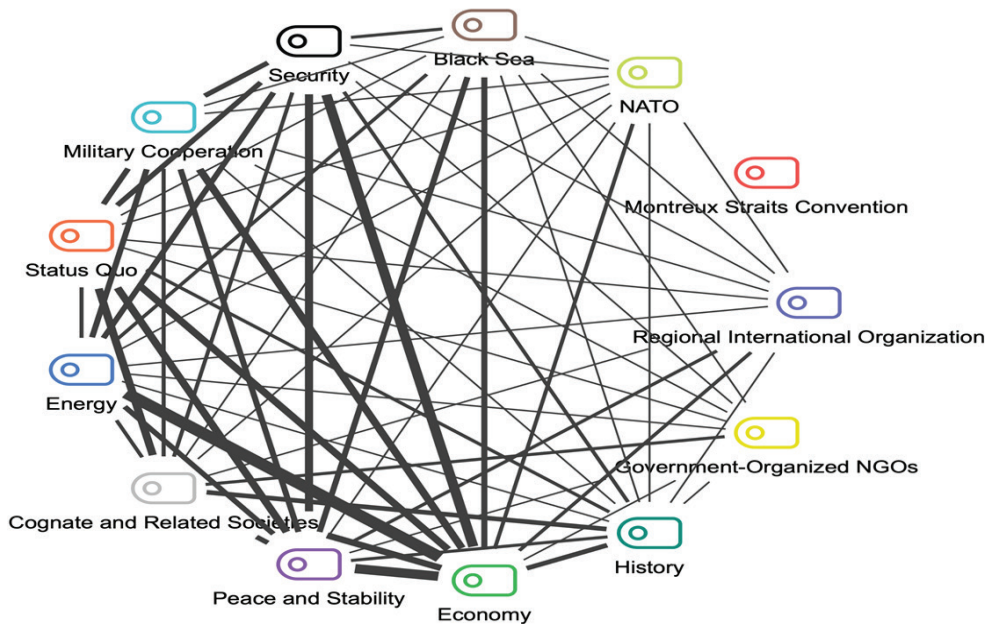 Black Sea
Security
NATO
Military Cooperation
Montreux Straits Convention
Status Quo
Regional International Organization
Energy
Government-Organized NGOs
Cognate and Related Societies
History
Peace and Stability
Economy